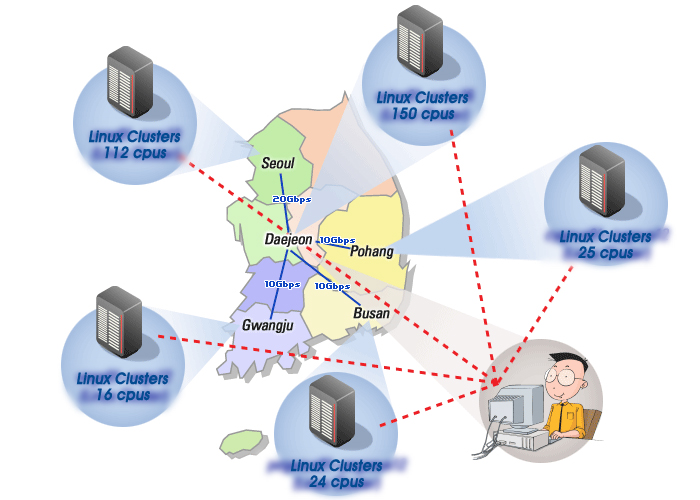 Linux Clusters
150 cpus
Linux Clusters
112 cpus
Seoul
20Gbps
Linux Clusters
25 cpus
Daejeon
10Gbps
Pohang
10Gbps
10Gbps
Busan
Gwangju
Linux Clusters
16 cpus
Linux Clusters
24 cpus